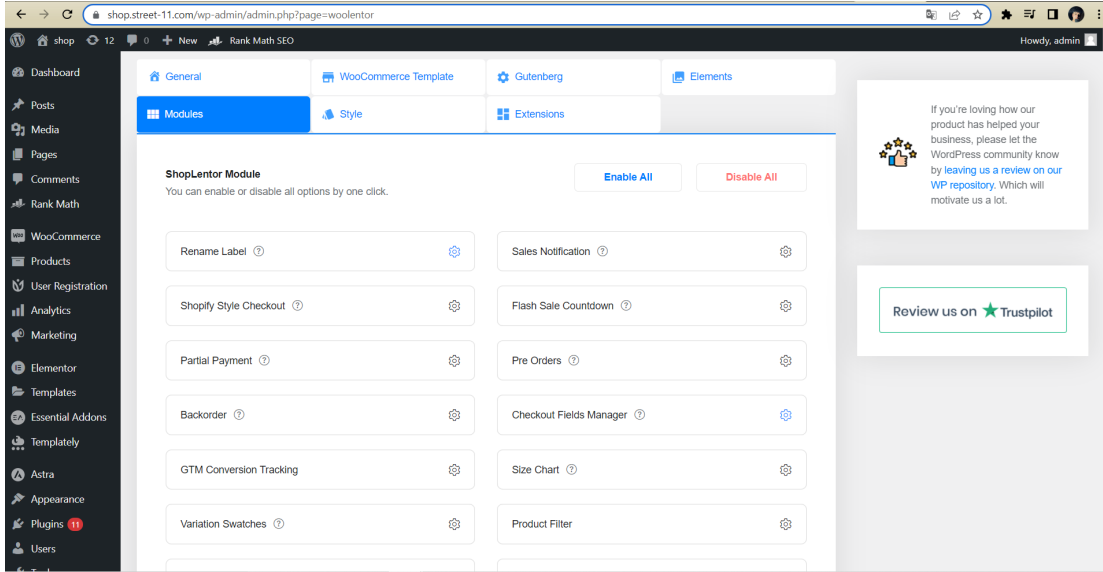 shop.street-11.com/wp-admin/admin.php?page=woolentor
shop 12 0 + New Rank Math SEO Howdy, admin
Dashboard
Posts
Media
Pages
Comments
Rank Math
WooCommerce
Products
User Registration
Analytics
Marketing
Elementor
Templates
Essential Addons
Templately
Astra
Appearance
Plugins 11
Users
General WooCommerce Template Gutenberg Elements
Modules Style Extensions
ShopLentor Module
You can enable or disable all options by one click.
Enable All Disable All
Rename Label ? Sales Notification ?
Shopify Style Checkout ? Flash Sale Countdown ?
Partial Payment ? Pre Orders ?
Backorder ? Checkout Fields Manager ?
GTM Conversion Tracking Size Chart ?
Variation Swatches ? Product Filter
If you're loving how our
product has helped your
business, please let the
WordPress community know
by leaving us a review on our
WP repository. Which will
motivate us a lot.
Review us on Trustpilot